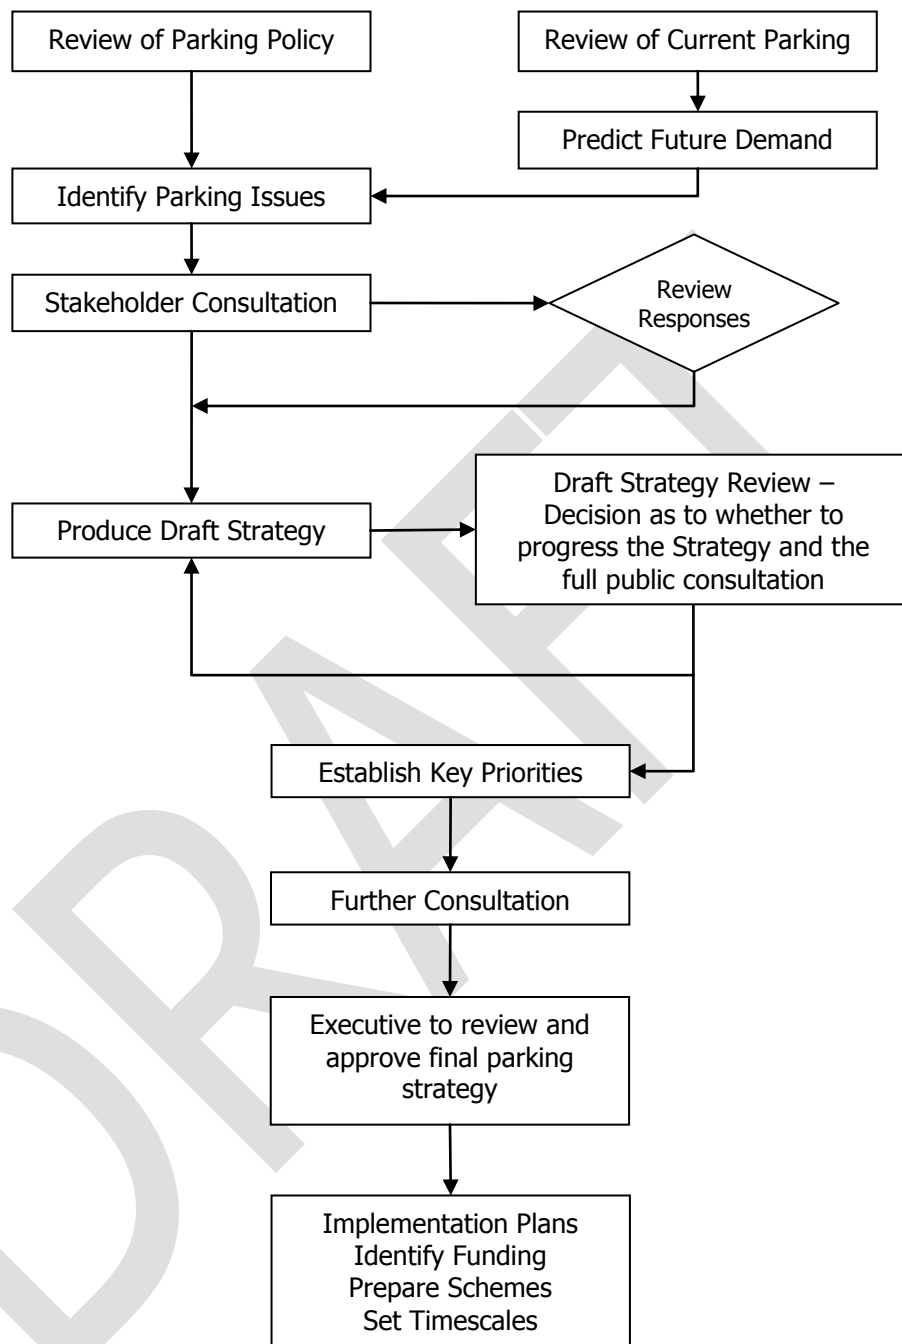 Review of Parking Policy
Review of Current Parking
Predict Future Demand
Identify Parking Issues
Stakeholder Consultation
Review
Responses
Produce Draft Strategy
Draft Strategy Review –
Decision as to whether to
progress the Strategy and the
full public consultation
Establish Key Priorities
Further Consultation
Executive to review and
approve final parking
strategy
Implementation Plans
Identify Funding
Prepare Schemes
Set Timescales
DRAFT